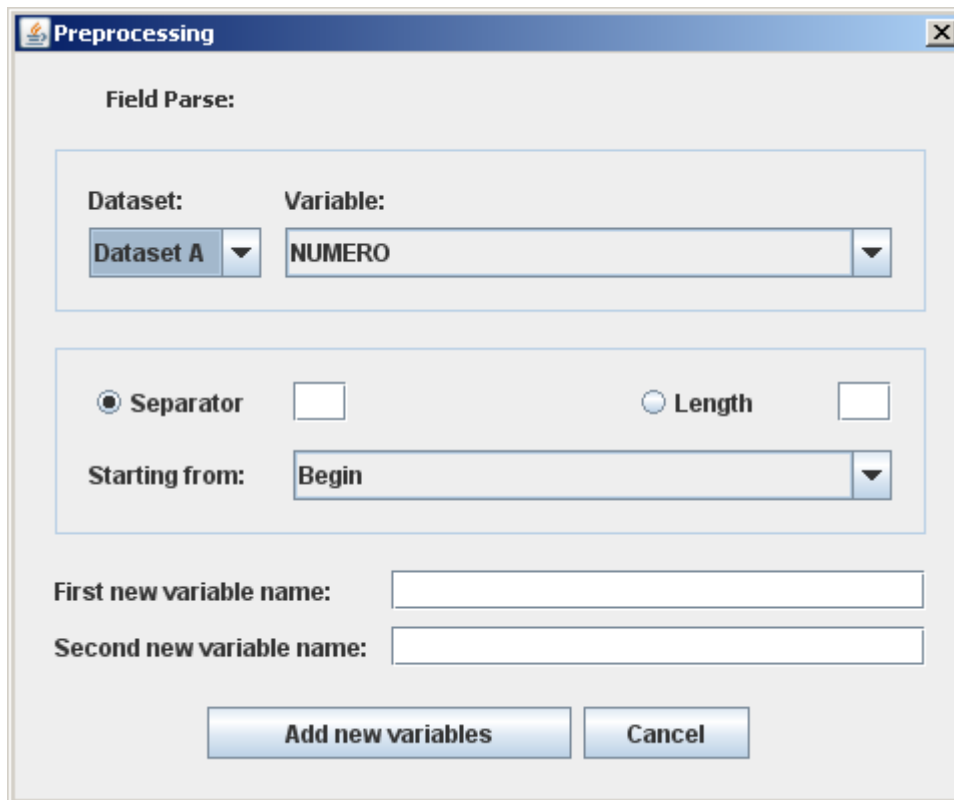 Preprocessing
Field Parse:
Dataset: Variable:
Dataset A NUMERO
Separator Length
Starting from: Begin
First new variable name:
Second new variable name:
Add new variables Cancel